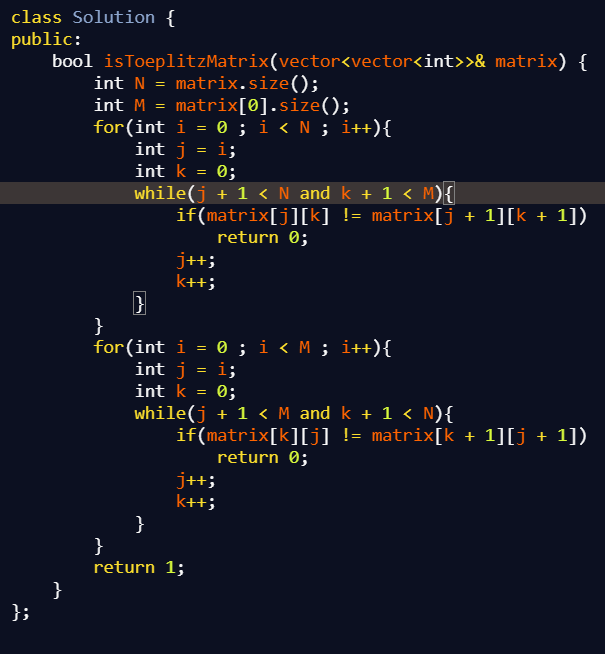 class Solution {
public:
    bool isToeplitzMatrix(vector<vector<int>>& matrix) {
        int N = matrix.size();
        int M = matrix[0].size();
        for(int i = 0 ; i < N ; i++){
            int j = i;
            int k = 0;
            while(j + 1 < N and k + 1 < M){
                if(matrix[j][k] != matrix[j + 1][k + 1])
                    return 0;
                j++;
                k++;
            }
        }
        for(int i = 0 ; i < M ; i++){
            int j = i;
            int k = 0;
            while(j + 1 < M and k + 1 < N){
                if(matrix[k][j] != matrix[k + 1][j + 1])
                    return 0;
                j++;
                k++;
            }
        }
        return 1;
    }
};